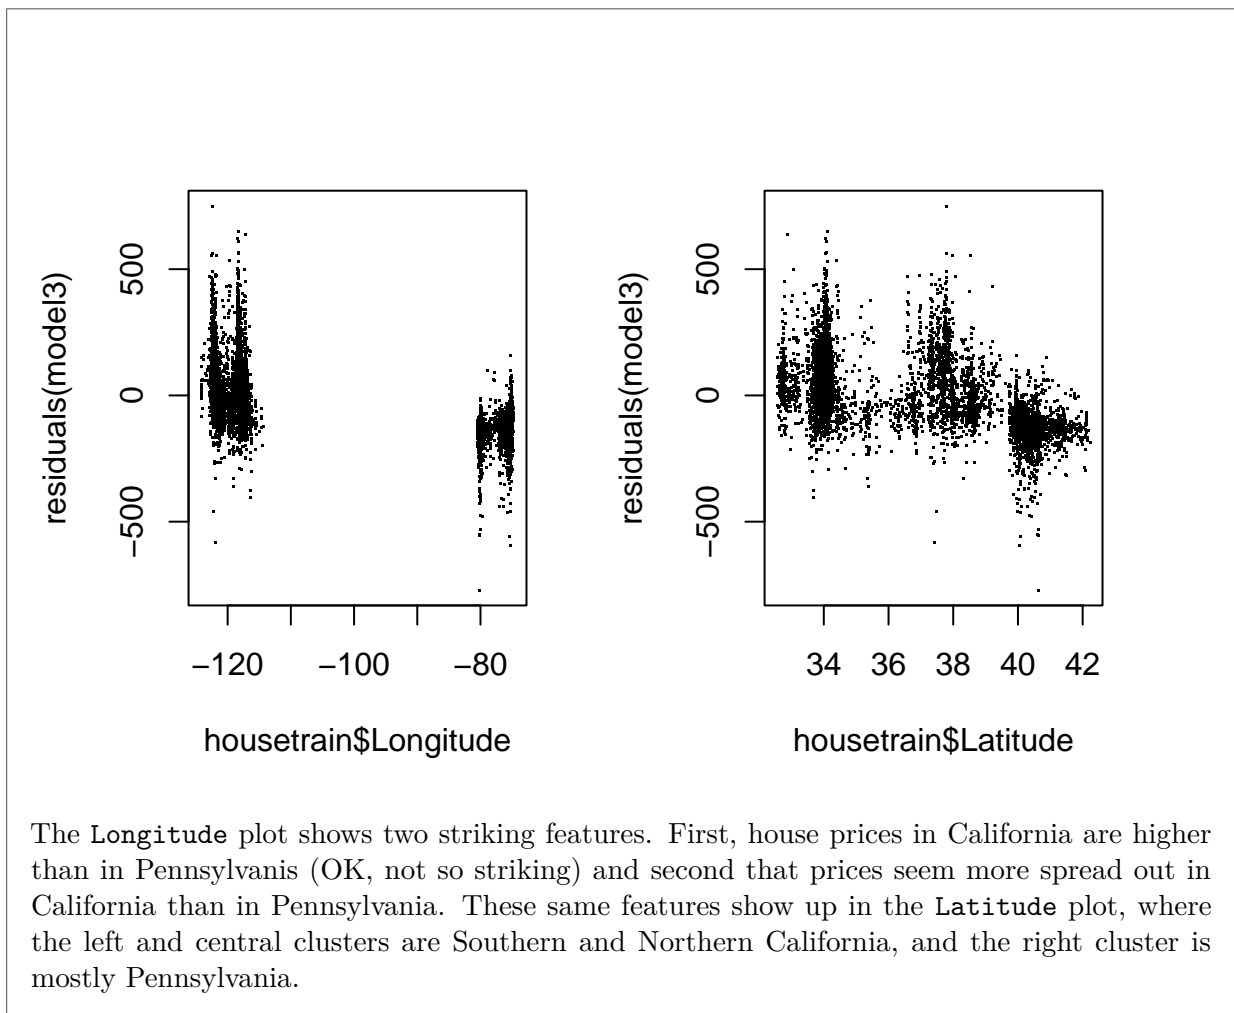 residuals(model3)
500
0
−500
−120
−100
−80
housetrain$Longitude
residuals(model3)
500
0
−500
34
36
38
40
42
housetrain$Latitude
The Longitude plot shows two striking features. First, house prices in California are higher
than in Pennsylvanis (OK, not so striking) and second that prices seem more spread out in
California than in Pennsylvania. These same features show up in the Latitude plot, where
the left and central clusters are Southern and Northern California, and the right cluster is
mostly Pennsylvania.